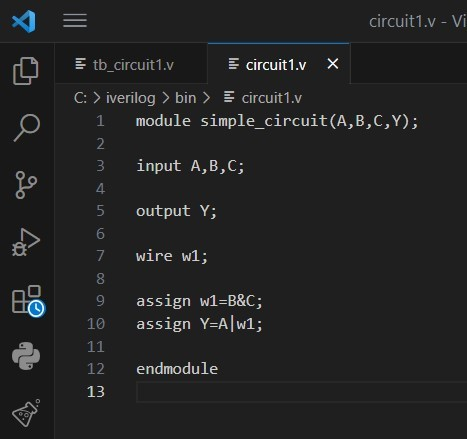 circuit1.v - Vi
tb_circuit1.v circuit1.v
C: > iverilog > bin > circuit1.v
1 module simple_circuit(A,B,C,Y);
2
3 input A,B,C;
4
5 output Y;
6
7 wire w1;
8
9 assign w1=B&C;
10 assign Y=A|w1;
11
12 endmodule
13